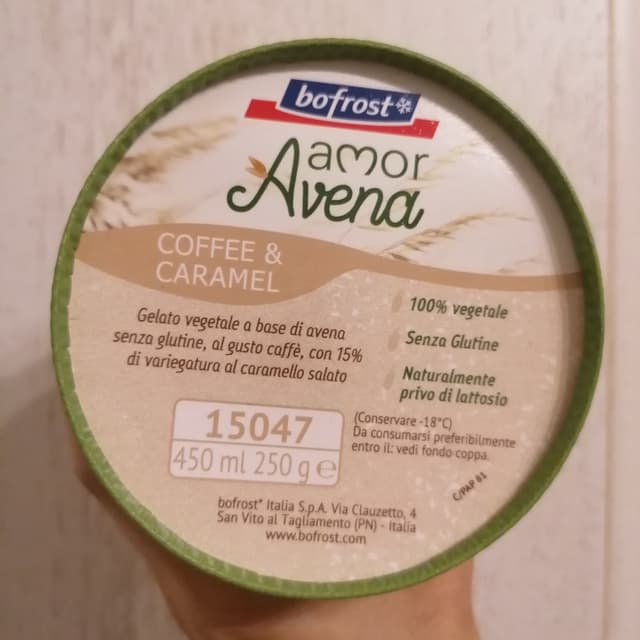 bofrost*
amor
Avena
COFFEE &
CARAMEL
Gelato vegetale a base di avena
senza glutine, al gusto caffè, con 15%
di variegatura al caramello salato
100% vegetale
Senza Glutine
Naturalmente
privo di lattosio
15047
450 ml 250 g e
(Conservare -18°C)
Da consumarsi preferibilmente
entro il: vedi fondo coppa.
C/PAP 81
bofrost* Italia S.p.A. Via Clauzetto, 4
San Vito al Tagliamento (PN) - Italia
www.bofrost.com